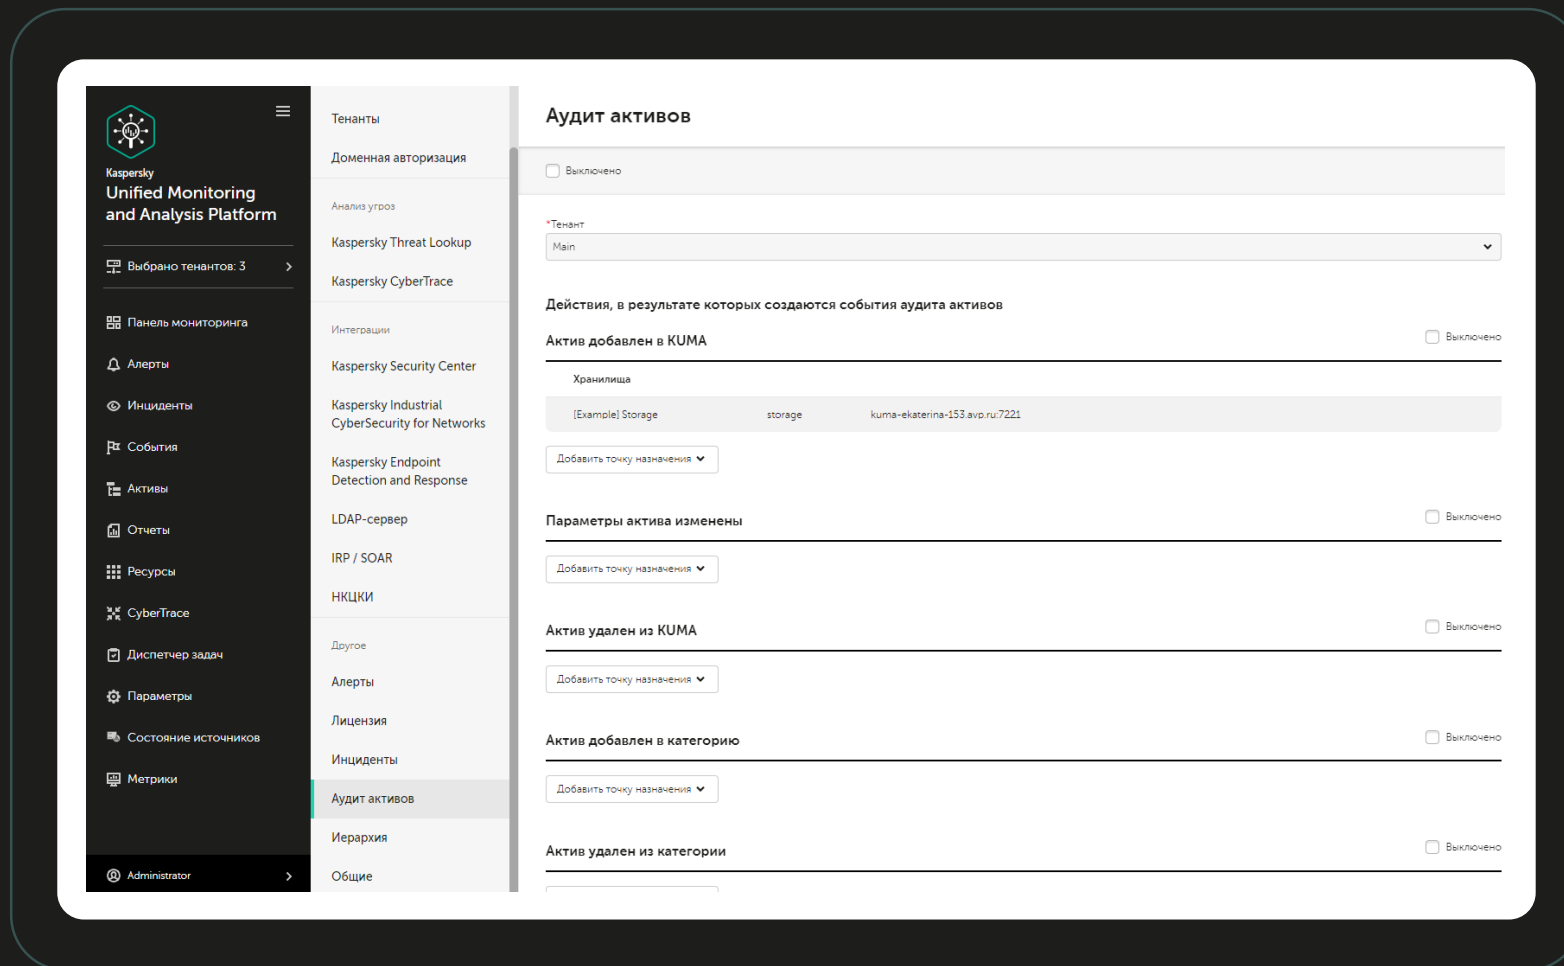 Kaspersky
Unified Monitoring
and Analysis Platform
Выбрано тенантов: 3
Панель мониторинга
Алерты
Инциденты
События
Активы
Отчеты
Ресурсы
CyberTrace
Диспетчер задач
Параметры
Состояние источников
Метрики
Administrator
Тенанты
Доменная авторизация
Анализ угроз
Kaspersky Threat Lookup
Kaspersky CyberTrace
Интеграции
Kaspersky Security Center
Kaspersky Industrial
CyberSecurity for Networks
Kaspersky Endpoint
Detection and Response
LDAP-сервер
IRP / SOAR
НКЦКИ
Другое
Алерты
Лицензия
Инциденты
Аудит активов
Иерархия
Общие
Аудит активов
Выключено
*Тенант
Main
Действия, в результате которых создаются события аудита активов
Актив добавлен в KUMA
Выключено
Хранилища
[Example] Storage storage kuma-ekaterina-153.avp.ru:7221
Добавить точку назначения
Параметры актива изменены
Выключено
Добавить точку назначения
Актив удален из KUMA
Выключено
Добавить точку назначения
Актив добавлен в категорию
Выключено
Добавить точку назначения
Актив удален из категории
Выключено